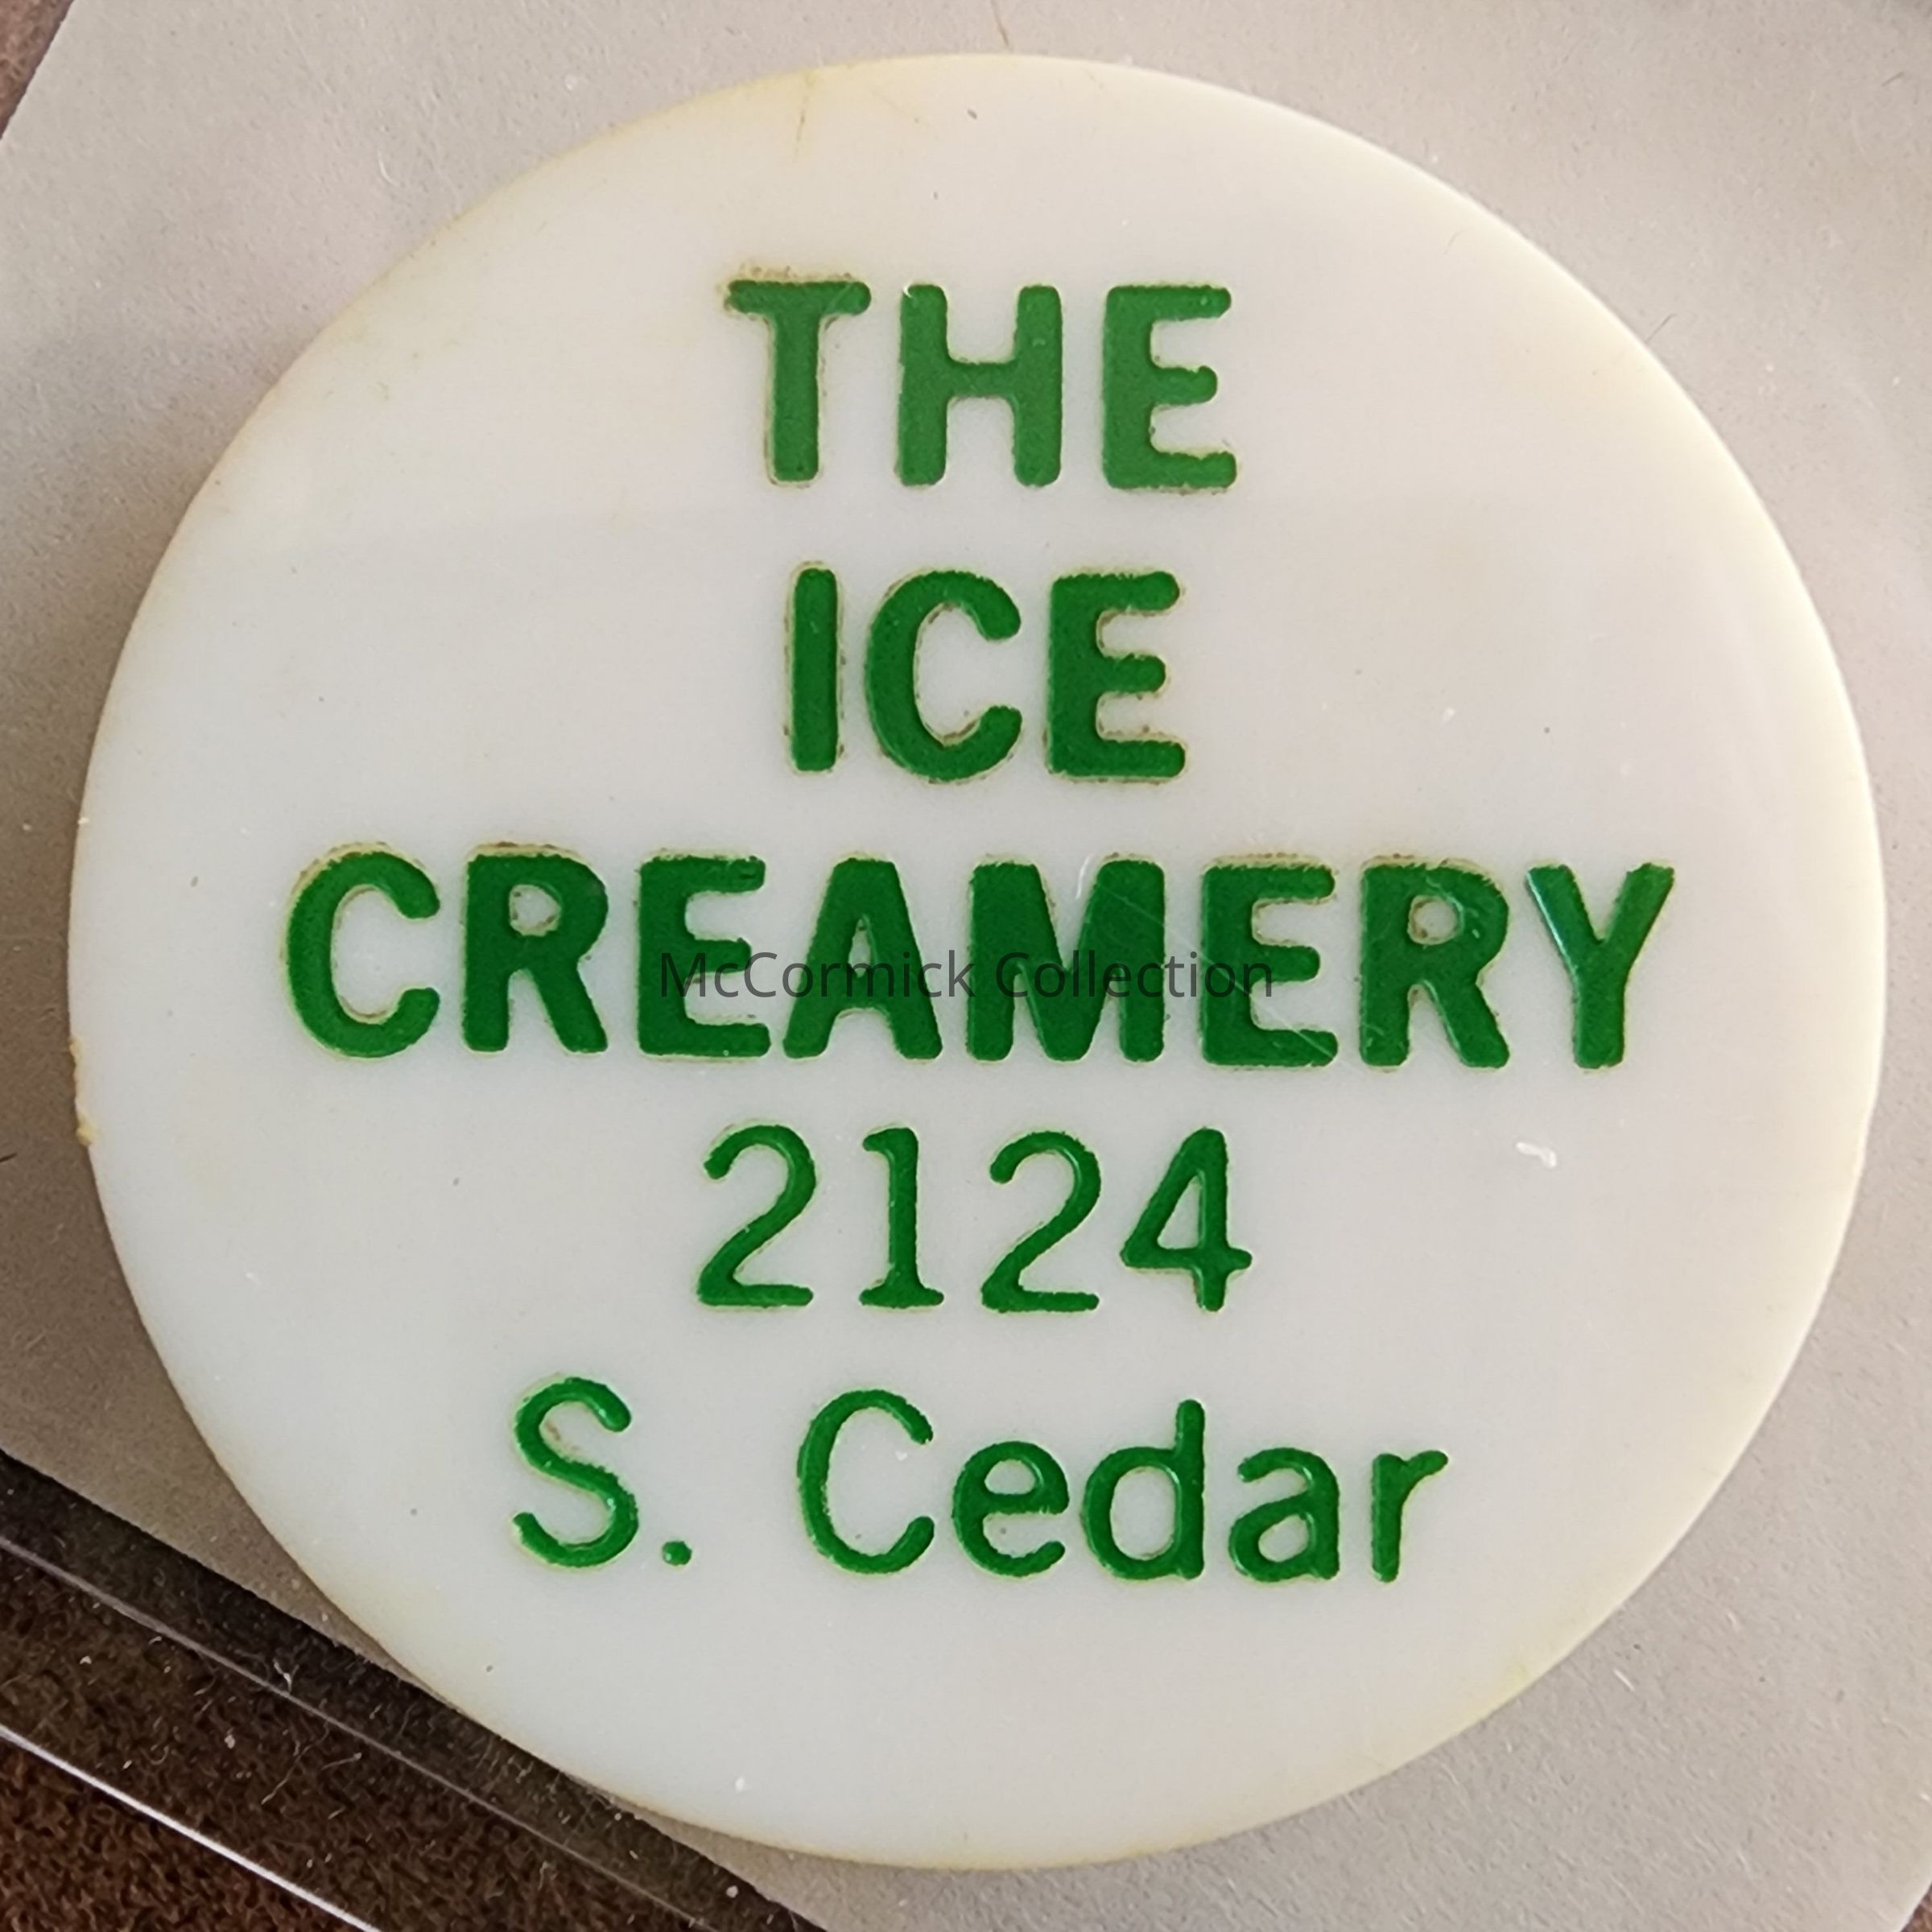 THE
ICE
CREAMERY
McCormick Collection
2124
S. Cedar